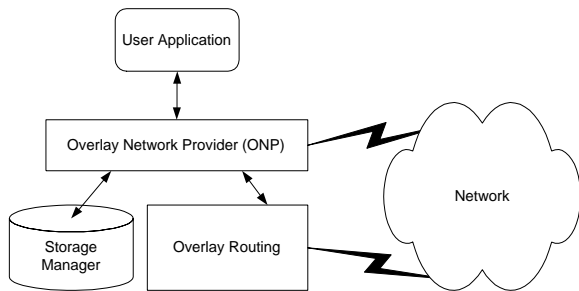 User Application
Overlay Network Provider (ONP)
Network
Storage
Manager
Overlay Routing